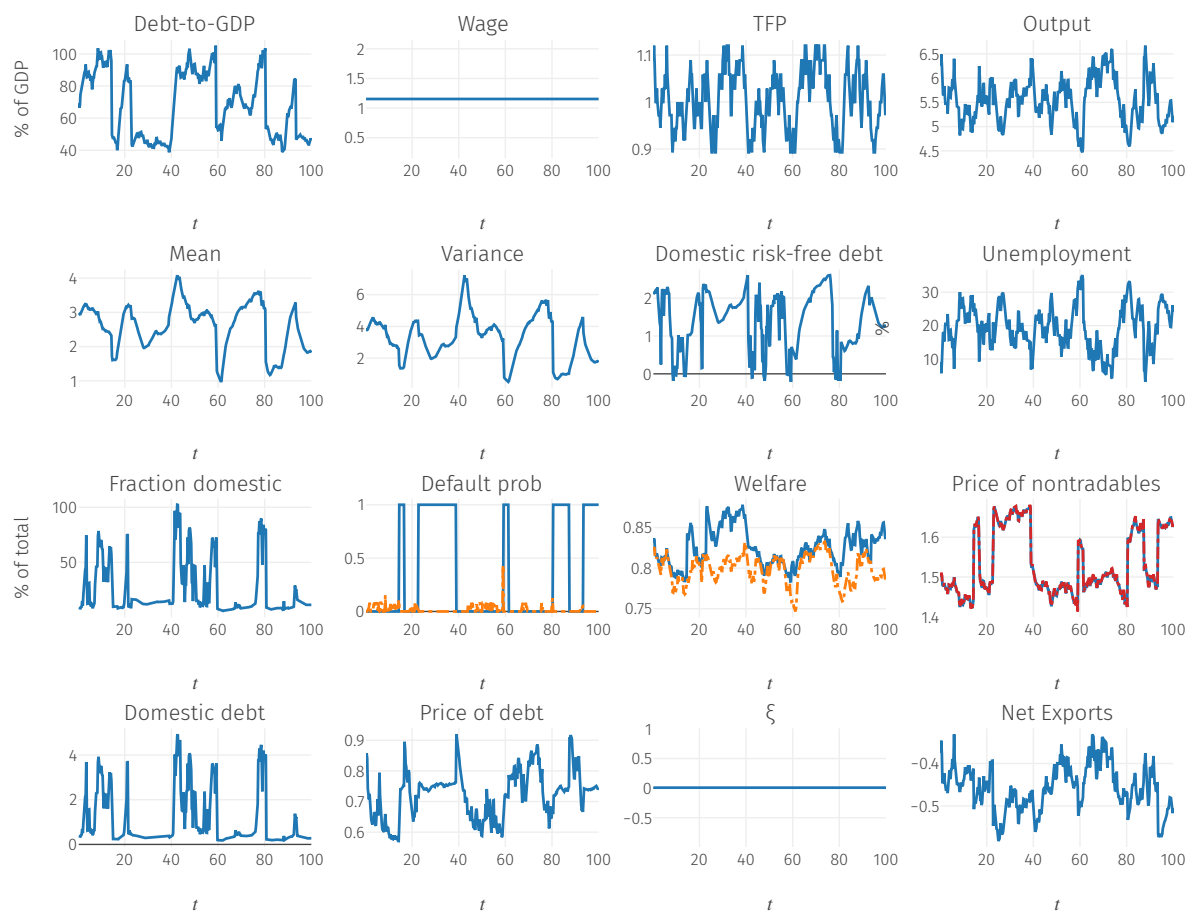 Debt-to-GDP
Wage
TFP
Output
% of GDP
100
80
60
40
20 40 60 80 100
t
2
1.5
1
0.5
20 40 60 80 100
t
1.1
1
0.9
20 40 60 80 100
t
6.5
6
5.5
5
4.5
20 40 60 80 100
t
Mean
Variance
Domestic risk-free debt
Unemployment
4
3
2
1
20 40 60 80 100
t
6
4
2
20 40 60 80 100
t
2
1
0
20 40 60 80 100
t
%
30
20
10
20 40 60 80 100
t
Fraction domestic
Default prob
Welfare
Price of nontradables
% of total
100
50
20 40 60 80 100
t
1
0.5
0
20 40 60 80 100
t
0.85
0.8
0.75
20 40 60 80 100
t
1.6
1.5
1.4
20 40 60 80 100
t
Domestic debt
Price of debt
ξ
Net Exports
4
2
0
20 40 60 80 100
t
0.9
0.8
0.7
0.6
20 40 60 80 100
t
1
0.5
0
−0.5
20 40 60 80 100
t
−0.4
−0.5
20 40 60 80 100
t